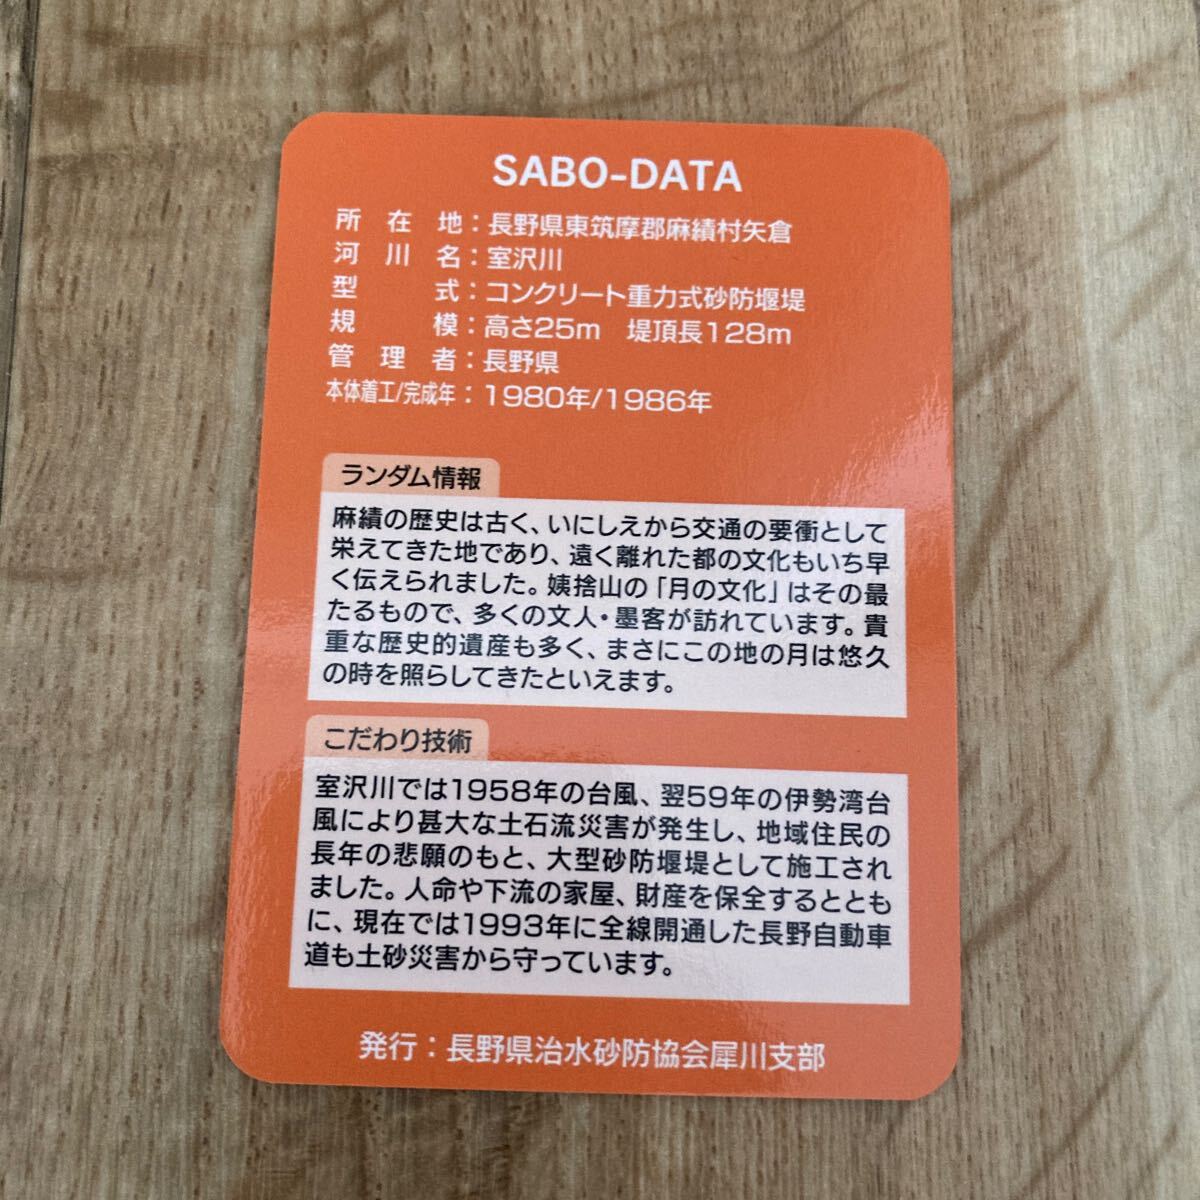 SABO-DATA
所在地：長野県東筑摩郡麻績村矢倉
河川名：室沢川
型式：コンクリート重力式砂防堰堤
規模：高さ25m　堤頂長128m
管理者：長野県
本体着工/完成年：1980年/1986年
ランダム情報
麻績の歴史は古く、いにしえから交通の要衝として
栄えてきた地であり、遠く離れた都の文化もいち早
く伝えられました。姨捨山の「月の文化」はその最
たるもので、多くの文人・墨客が訪れています。貴
重な歴史的遺産も多く、まさにこの地の月は悠久
の時を照らしてきたといえます。
こだわり技術
室沢川では1958年の台風、翌59年の伊勢湾台
風により甚大な土石流災害が発生し、地域住民の
長年の悲願のもと、大型砂防堰堤として施工され
ました。人命や下流の家屋、財産を保全するととも
に、現在では1993年に全線開通した長野自動車
道も土砂災害から守っています。
発行：長野県治水砂防協会犀川支部